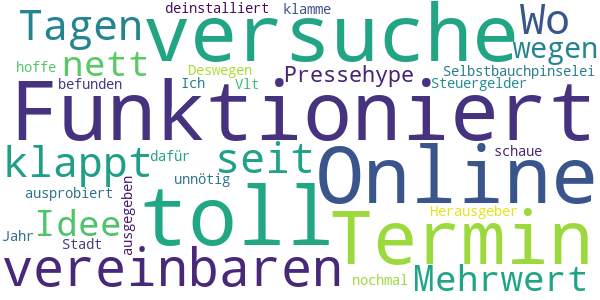 deinstalliert klamme Wo
Tagen versuche wegen
hoffe nett Deswegen Pressehype Selbstbauchpinselei
befunden Ich Vlt Steuergelder
Funktioniert
klappt dafür seit Online schaue
ausprobiert unnötig
Idee ausgegeben toll Termin Herausgeber
Jahr Stadt
vereinbaren nochmal Mehrwert